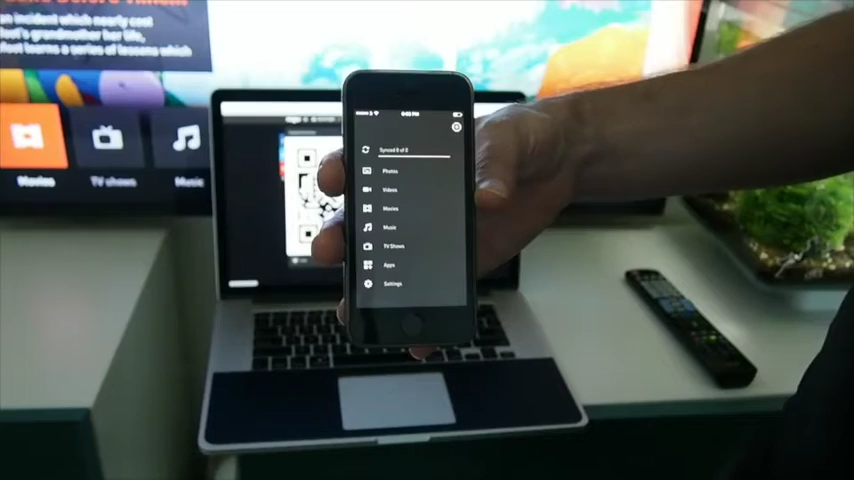 an incident which nearly cost
foot's grandmother her life,
foot learns a series of lessons which
Movies
TV shows
Music
Synced 8 of 8
Photos
Videos
Movies
Music
TV Shows
Apps
Settings